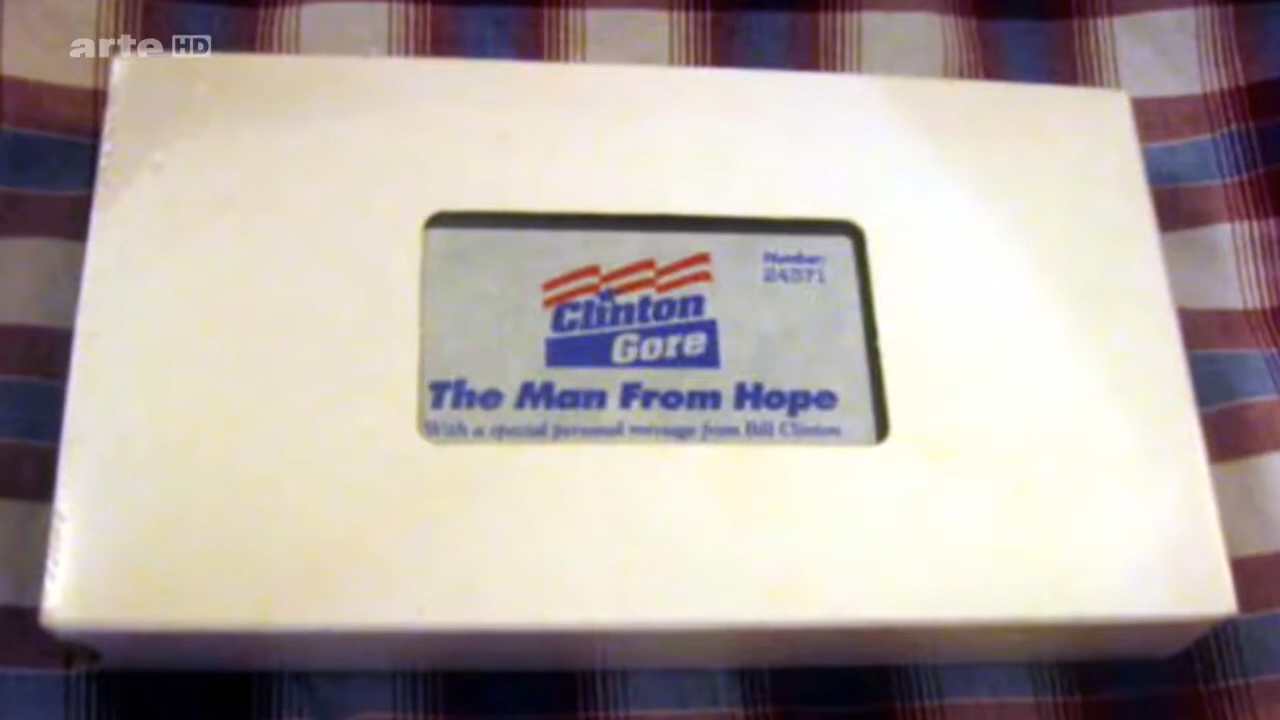 arte HD
Number:
24571
Clinton
Gore
The Man From Hope
With a special personal message from Bill Clinton